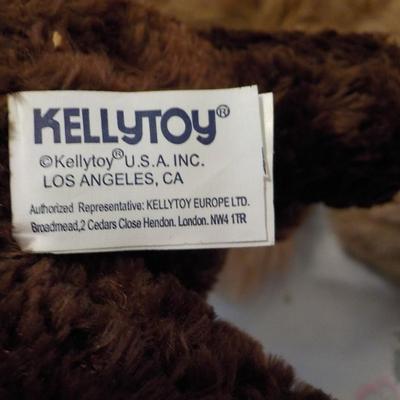 KELLYTOY®
©Kellytoy® U.S.A. INC.
LOS ANGELES, CA
Authorized Representative: KELLYTOY EUROPE LTD.
Broadmead,2 Cedars Close Hendon. London. NW4 1TR